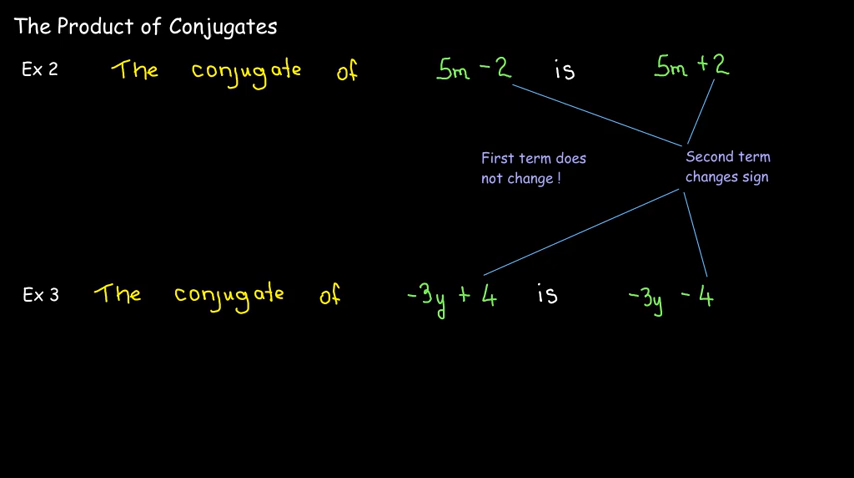 The Product of Conjugates
Ex 2 The conjugate of 5m - 2 is 5m + 2
First term does
not change !
Second term
changes sign
Ex 3 The conjugate of -3y + 4 is -3y - 4